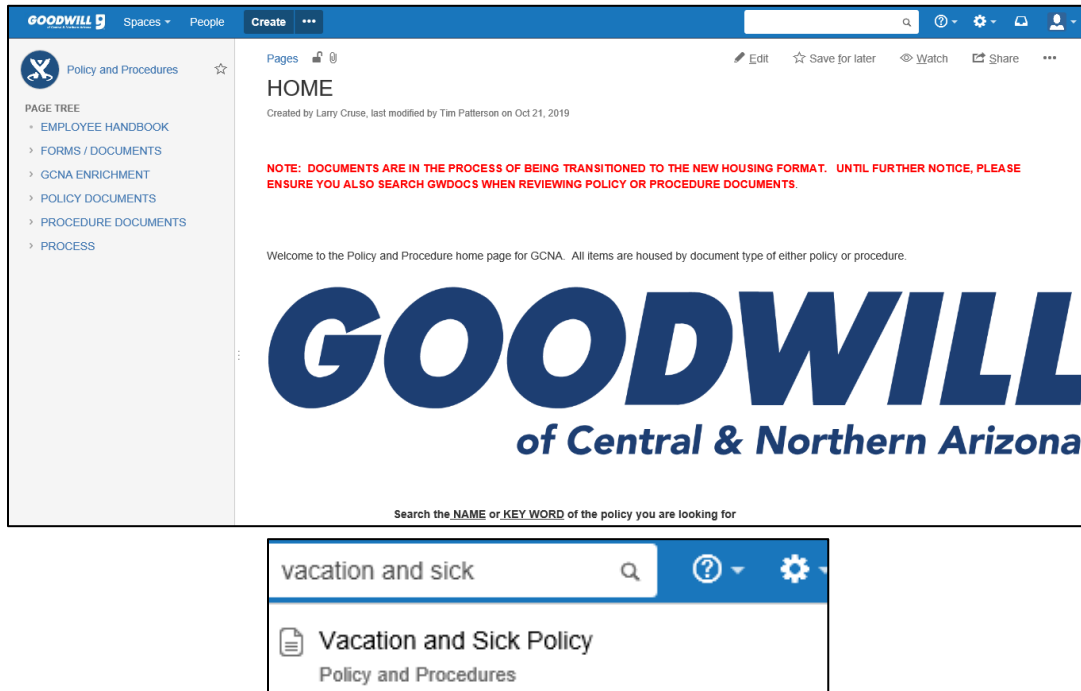 GOODWILL Spaces People Create •••
Policy and Procedures
PAGE TREE
EMPLOYEE HANDBOOK
FORMS / DOCUMENTS
GCNA ENRICHMENT
POLICY DOCUMENTS
PROCEDURE DOCUMENTS
PROCESS
Pages Edit Save for later Watch Share •••
HOME
Created by Larry Cruse, last modified by Tim Patterson on Oct 21, 2019
NOTE: DOCUMENTS ARE IN THE PROCESS OF BEING TRANSITIONED TO THE NEW HOUSING FORMAT. UNTIL FURTHER NOTICE, PLEASE
ENSURE YOU ALSO SEARCH GWDOCS WHEN REVIEWING POLICY OR PROCEDURE DOCUMENTS.
Welcome to the Policy and Procedure home page for GCNA. All items are housed by document type of either policy or procedure.
GOODWILL
of Central & Northern Arizona
Search the NAME or KEY WORD of the policy you are looking for
vacation and sick
Vacation and Sick Policy
Policy and Procedures